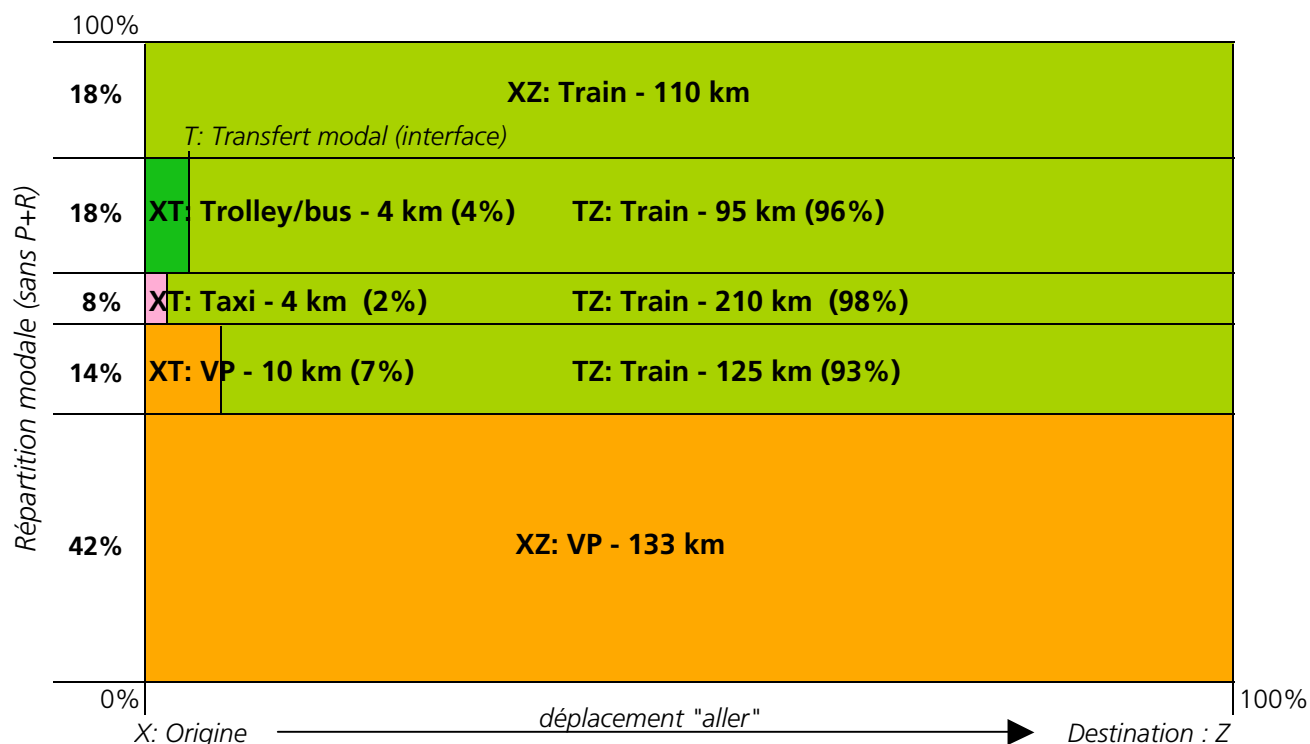 100%
18%
XZ: Train - 110 km
T: Transfert modal (interface)
Répartition modale (sans P+R)
18%
XT: Trolley/bus - 4 km (4%)
TZ: Train - 95 km (96%)
8%
XT: Taxi - 4 km (2%)
TZ: Train - 210 km (98%)
14%
XT: VP - 10 km (7%)
TZ: Train - 125 km (93%)
42%
XZ: VP - 133 km
0%
100%
X: Origine
déplacement "aller"
Destination : Z